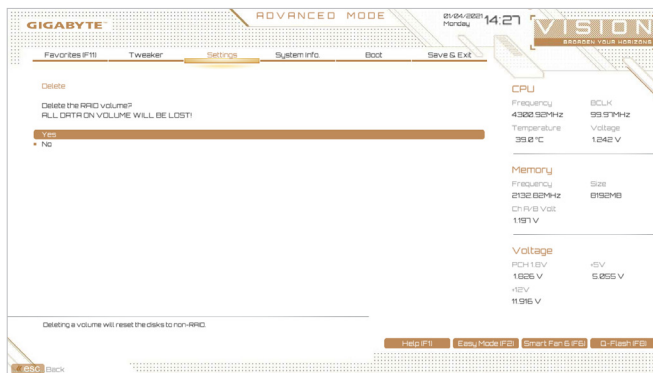 GIGABYTE™
ADVANCED MODE
01/04/2021 Monday 14:27
VISION
BROADEN YOUR HORIZONS
Favorites (F11) Tweaker Settings System Info. Boot Save & Exit
Delete
Delete the RAID volume?
ALL DATA ON VOLUME WILL BE LOST!
Yes
No
CPU
Frequency BCLK
4300.92MHz 99.97MHz
Temperature Voltage
39.0 °C 1.242 V
Memory
Frequency Size
2132.82MHz 8192MB
Ch A/B Volt
1.197 V
Voltage
PCH 1.8V +5V
1.826 V 5.055 V
+12V
11.916 V
Deleting a volume will reset the disks to non-RAID.
Help (F1) Easy Mode (F2) Smart Fan 6 (F6) Q-Flash (F8)
esc Back